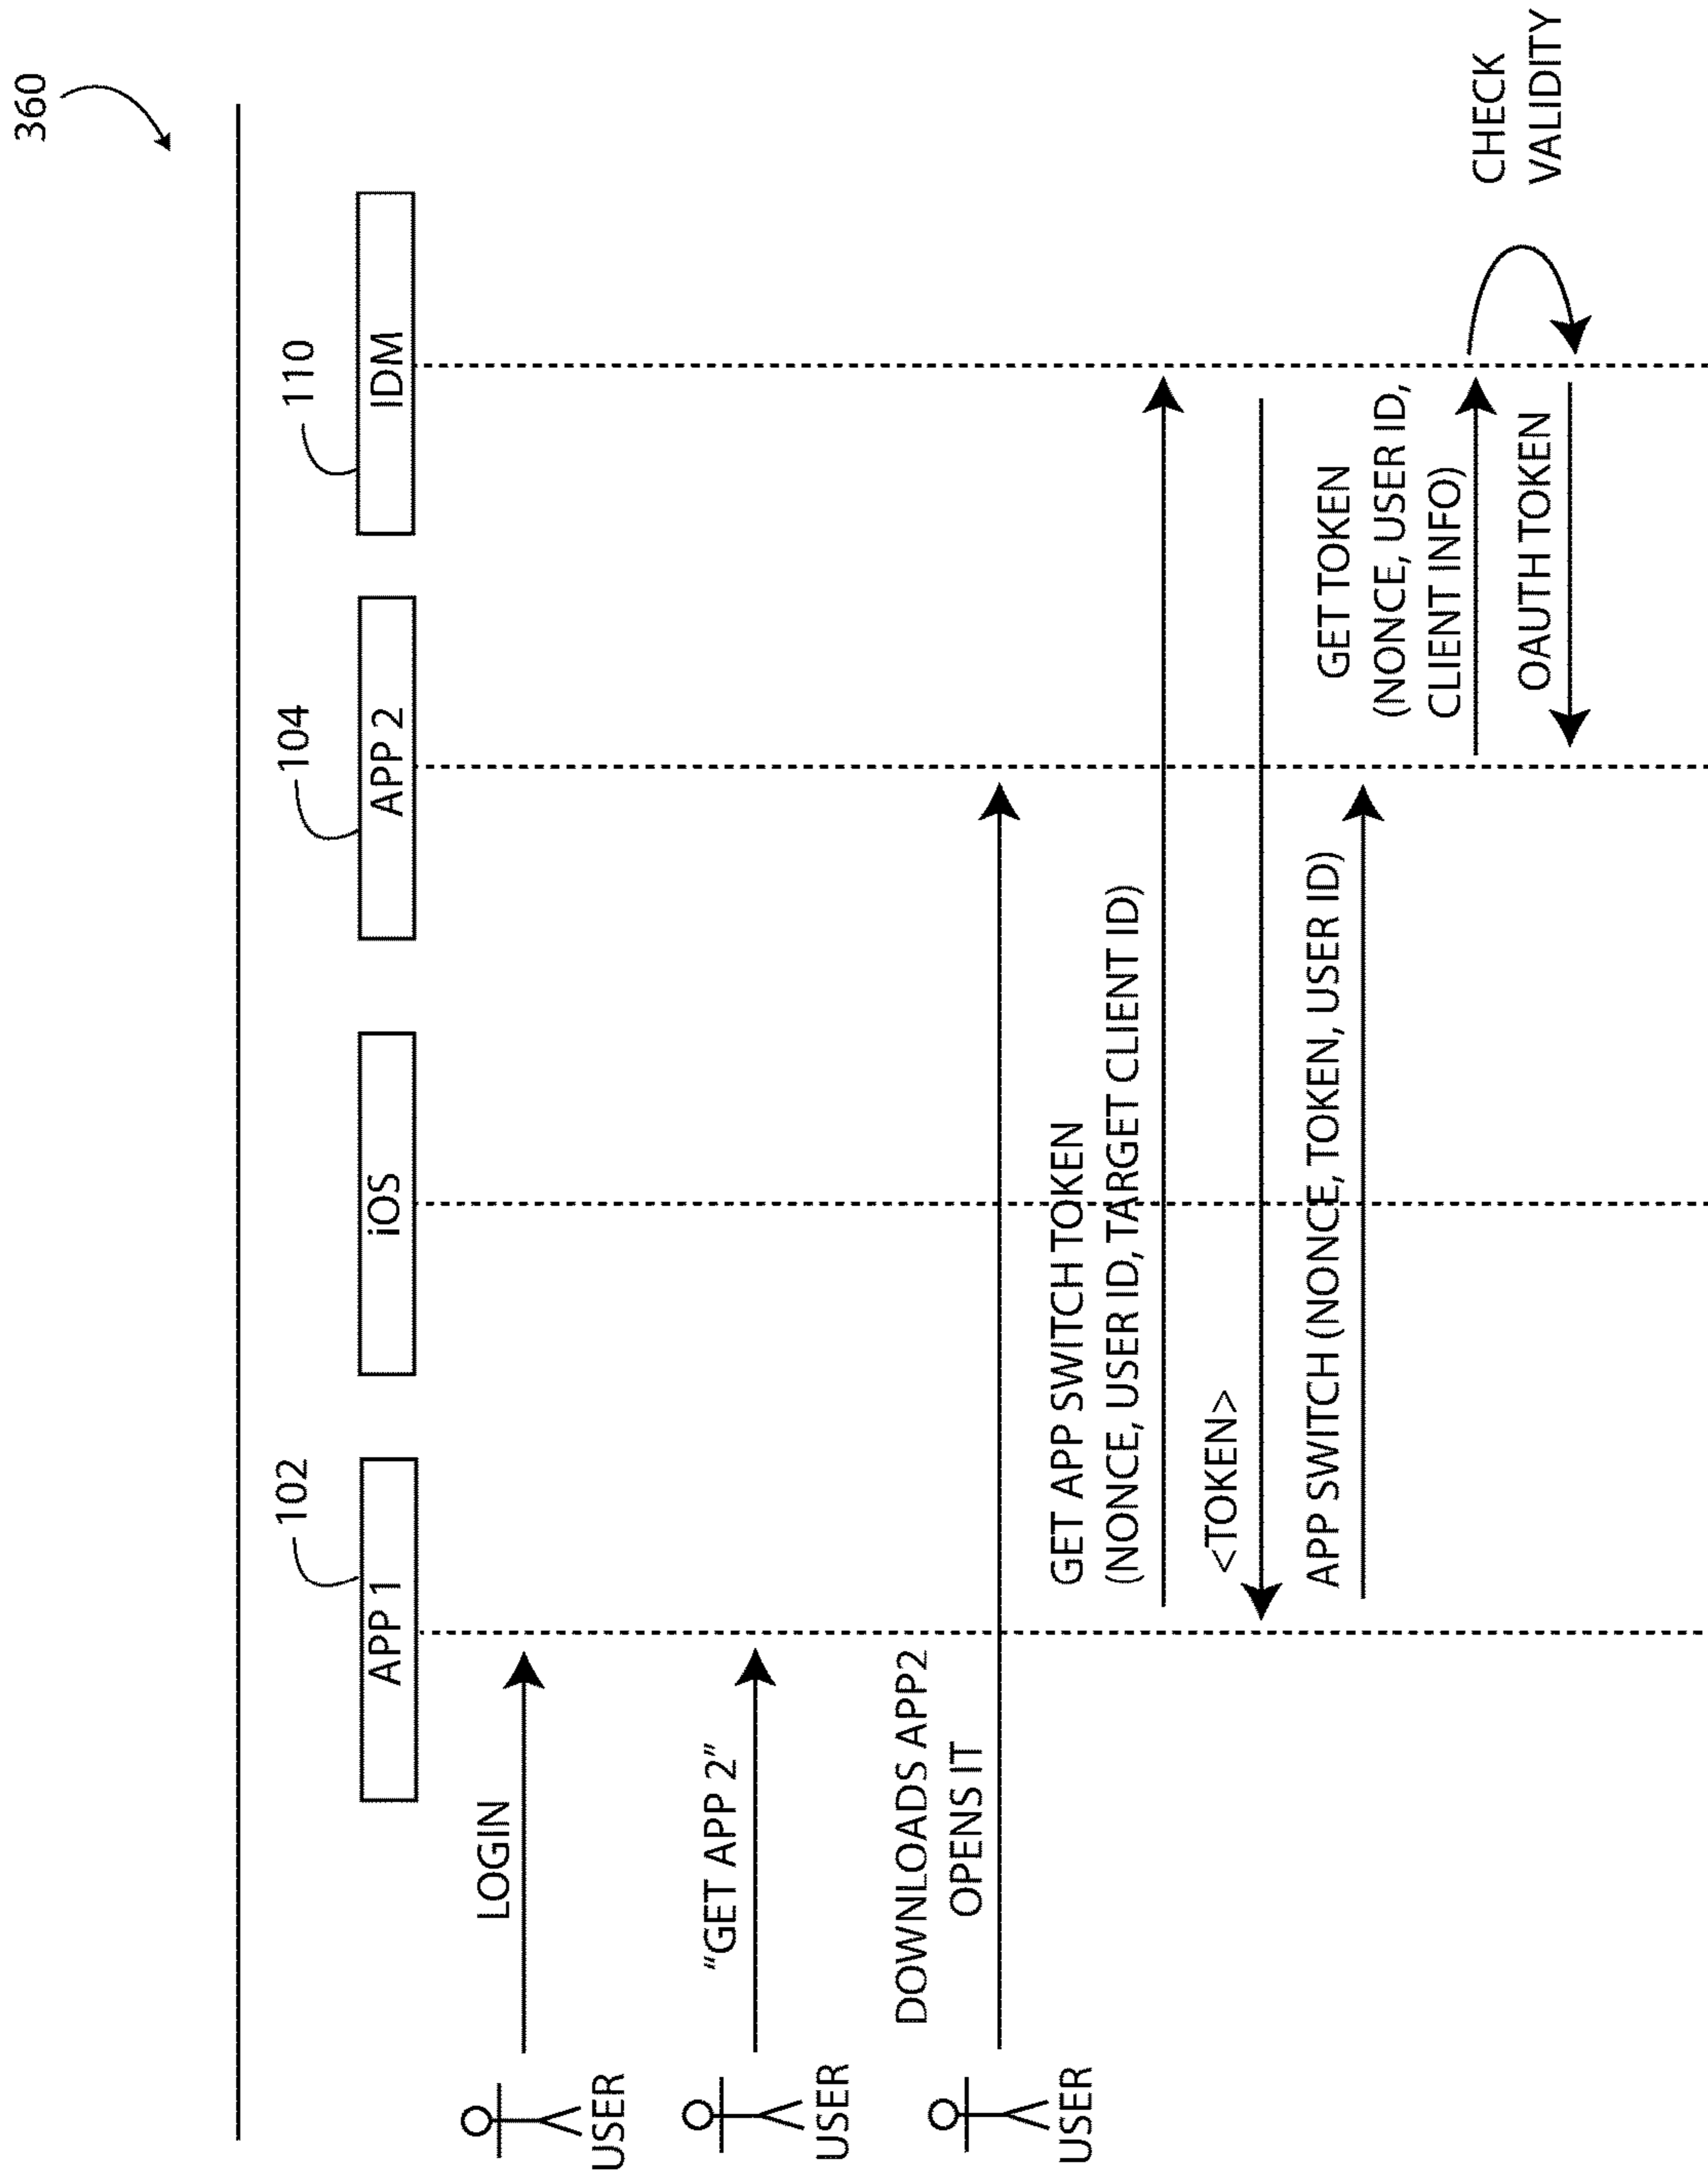 360
102
104
110
APP 1
iOS
APP 2
IDM
LOGIN
USER
"GET APP 2"
USER
DOWNLOADS APP2
OPENS IT
USER
GET APP SWITCH TOKEN
(NONCE, USER ID, TARGET CLIENT ID)
<TOKEN>
APP SWITCH (NONCE, TOKEN, USER ID)
GET TOKEN
(NONCE, USER ID,
CLIENT INFO)
CHECK
VALIDITY
OAUTH TOKEN